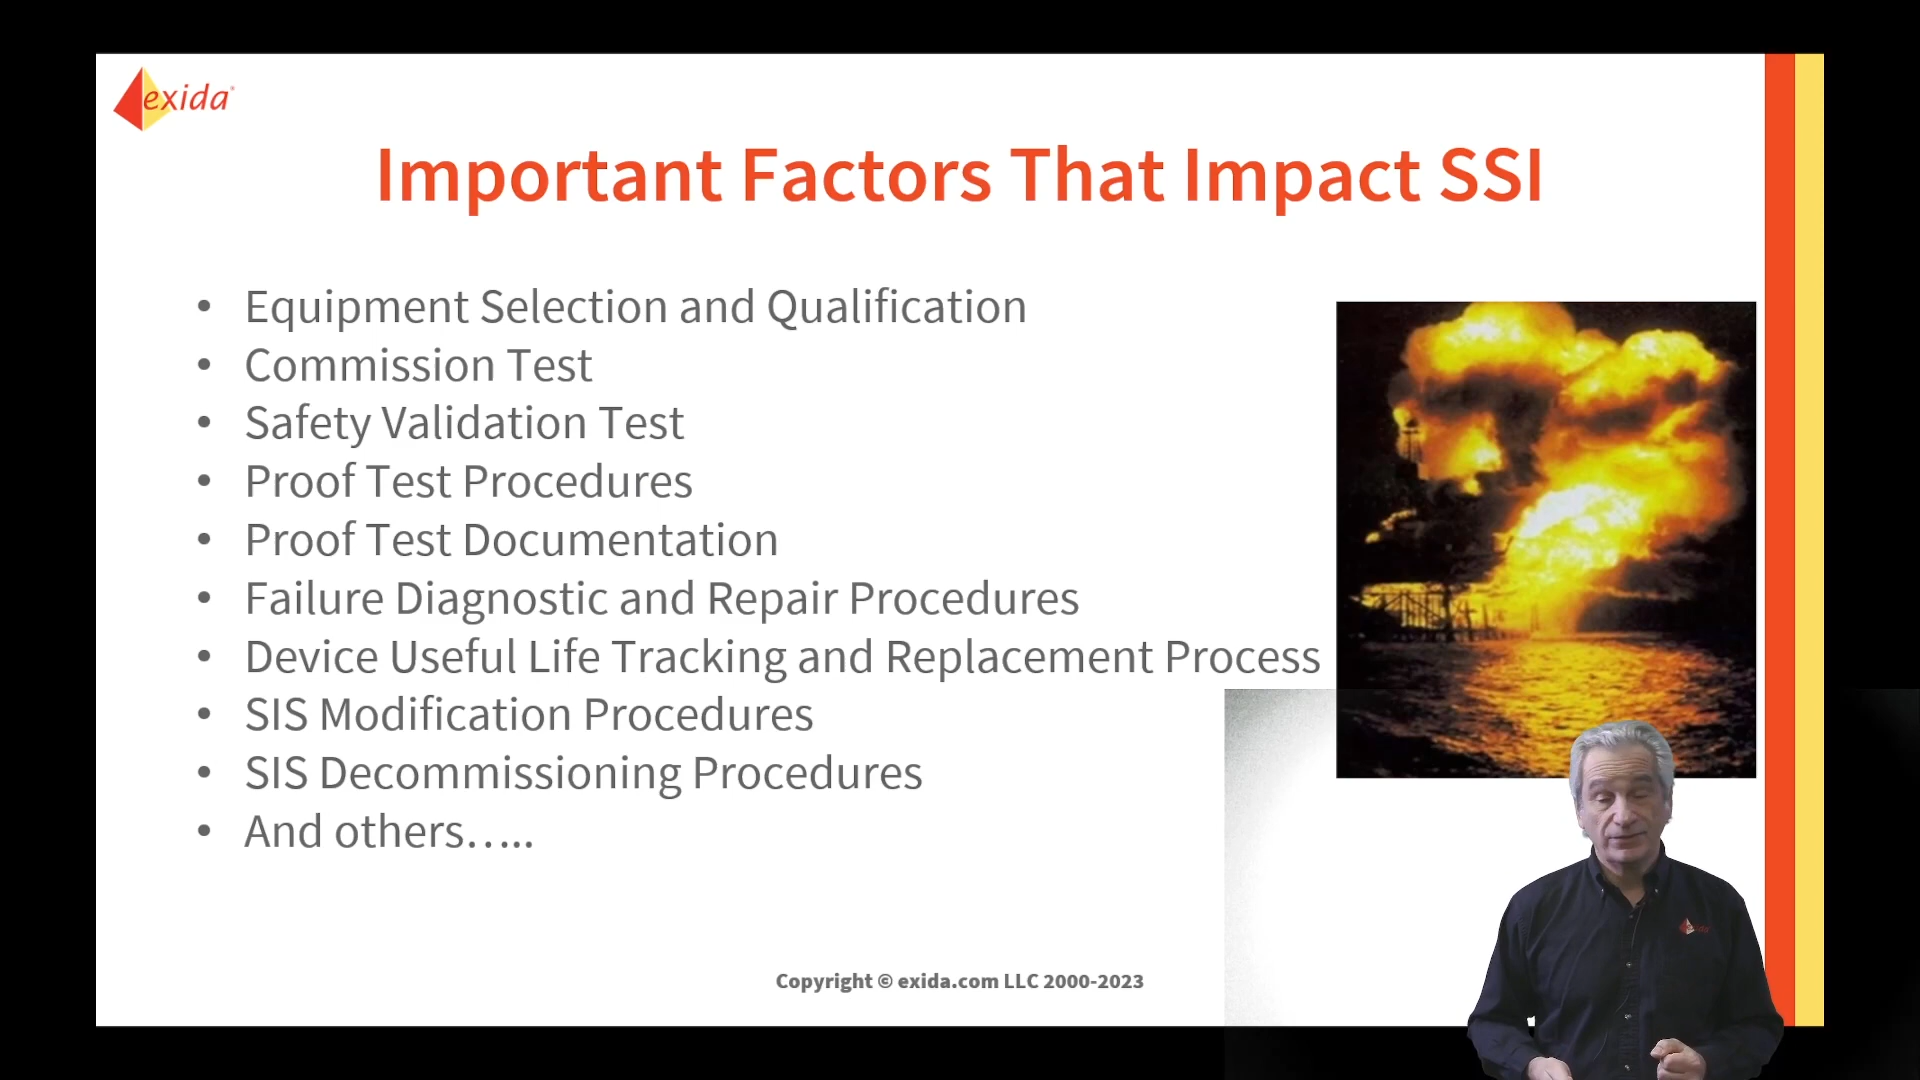 exida
Important Factors That Impact SSI
• Equipment Selection and Qualification
• Commission Test
• Safety Validation Test
• Proof Test Procedures
• Proof Test Documentation
• Failure Diagnostic and Repair Procedures
• Device Useful Life Tracking and Replacement Process
• SIS Modification Procedures
• SIS Decommissioning Procedures
• And others…..
Copyright © exida.com LLC 2000-2023